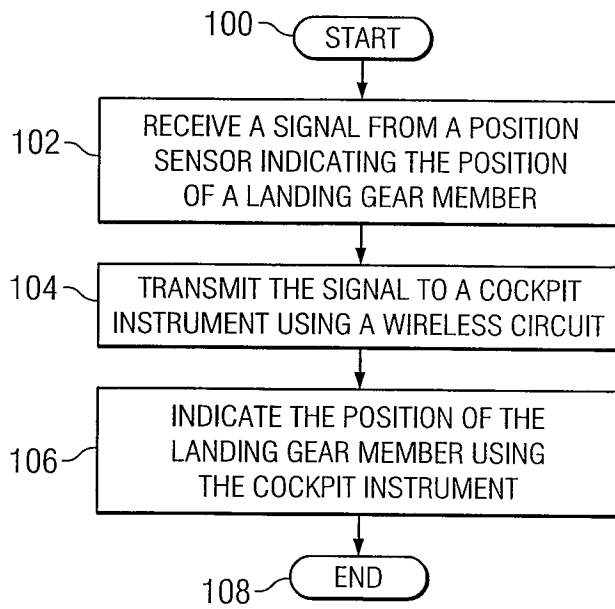 100
START
102
RECEIVE A SIGNAL FROM A POSITION
SENSOR INDICATING THE POSITION
OF A LANDING GEAR MEMBER
104
TRANSMIT THE SIGNAL TO A COCKPIT
INSTRUMENT USING A WIRELESS CIRCUIT
106
INDICATE THE POSITION OF THE
LANDING GEAR MEMBER USING
THE COCKPIT INSTRUMENT
108
END